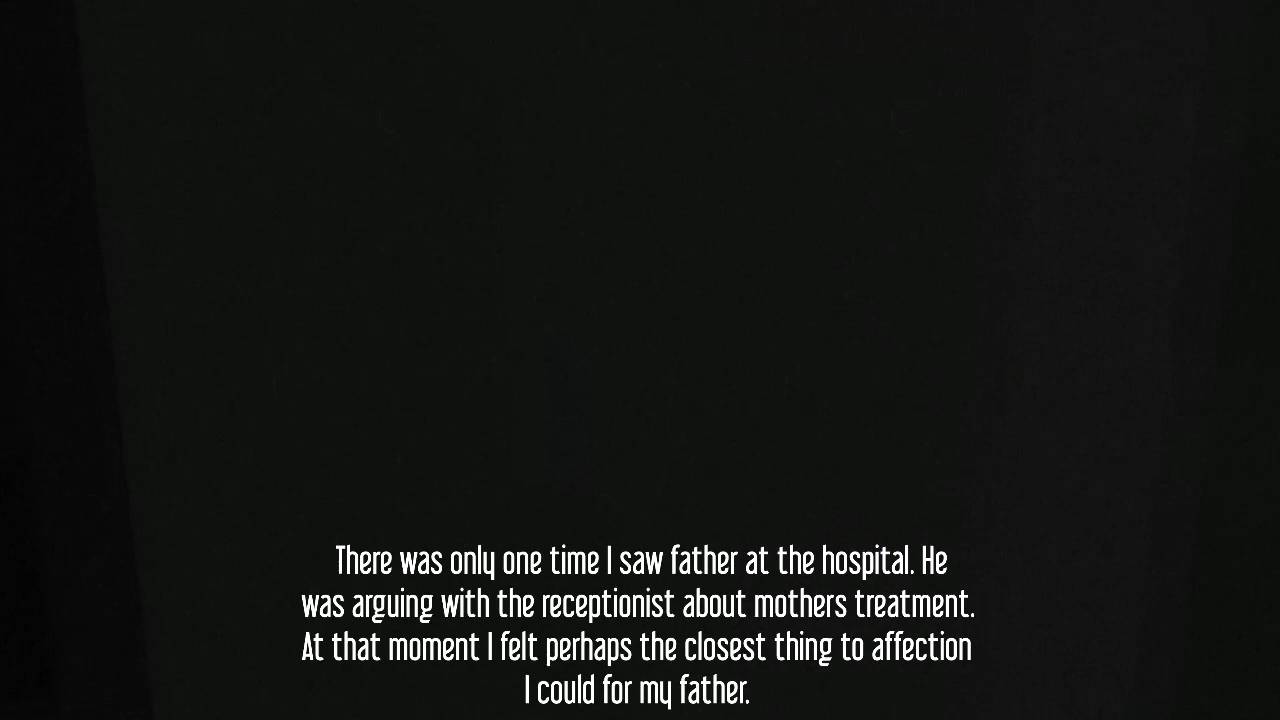 There was only one time I saw father at the hospital. He
was arguing with the receptionist about mothers treatment.
At that moment I felt perhaps the closest thing to affection
I could for my father.